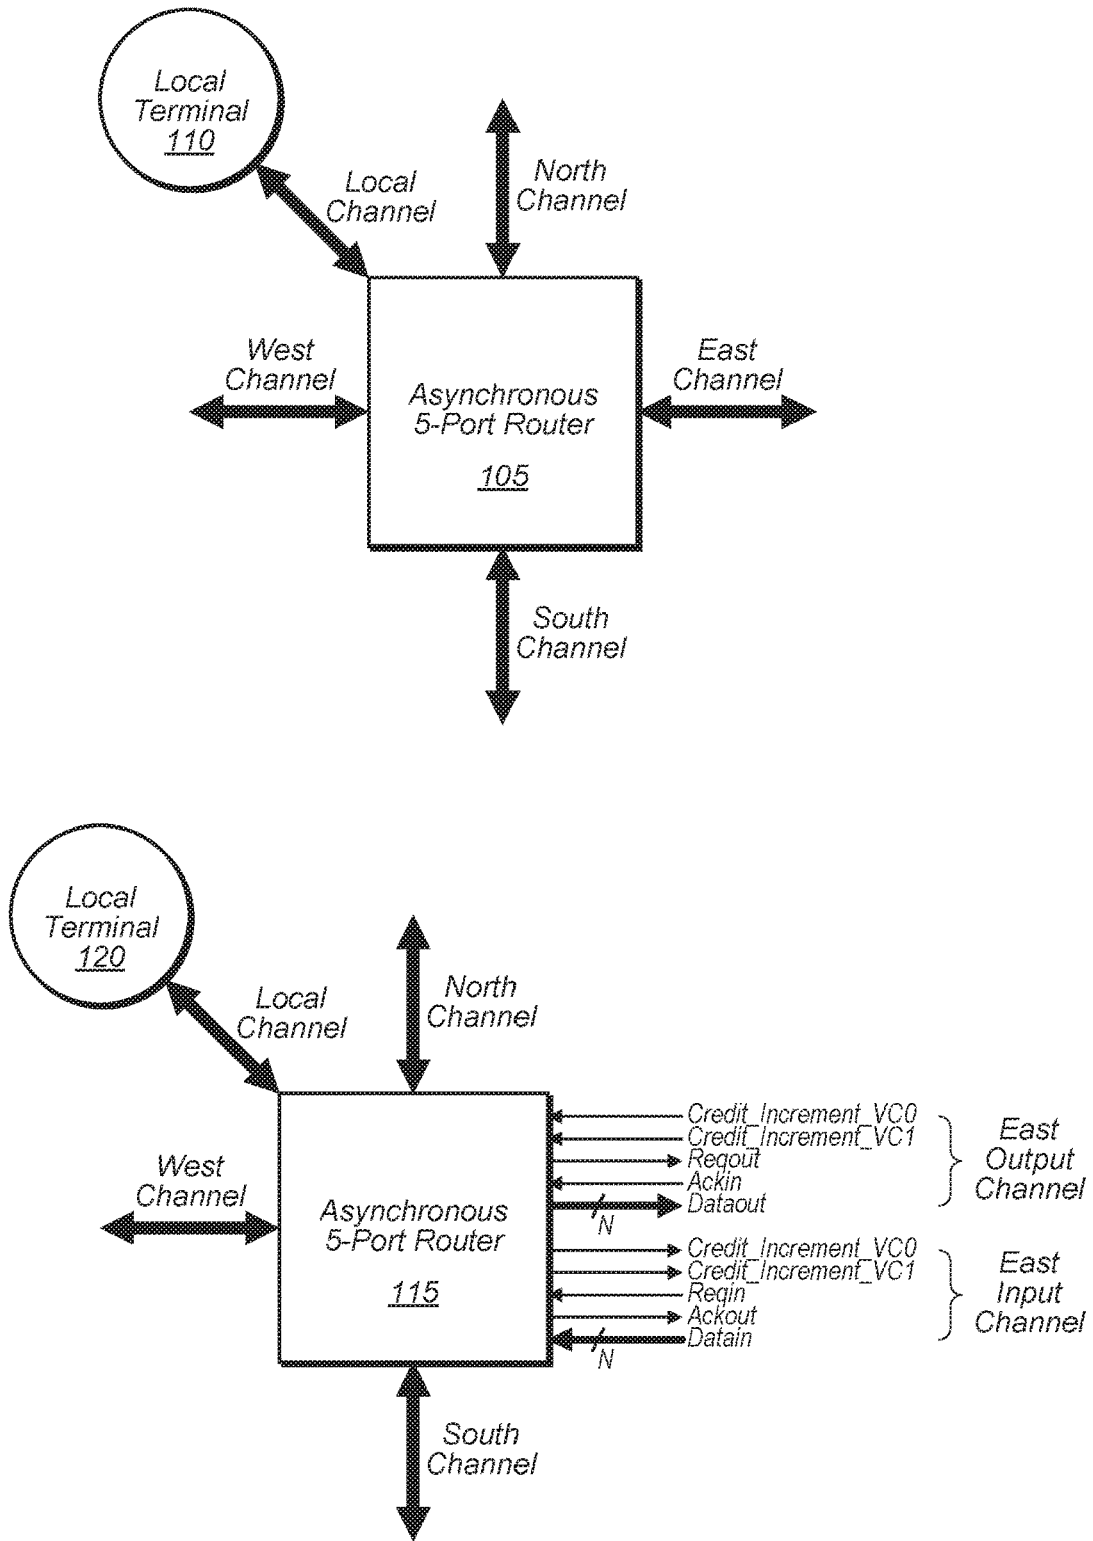 Local
Terminal
110
Local
Channel
North
Channel
West
Channel
East
Channel
Asynchronous
5-Port Router
105
South
Channel
Local
Terminal
120
Local
Channel
North
Channel
West
Channel
Asynchronous
5-Port Router
115
Credit_Increment_VC0
Credit_Increment_VC1
Reqout
Ackin
Dataout
N
East
Output
Channel
Credit_Increment_VC0
Credit_Increment_VC1
Reqin
Ackout
Datain
N
East
Input
Channel
South
Channel